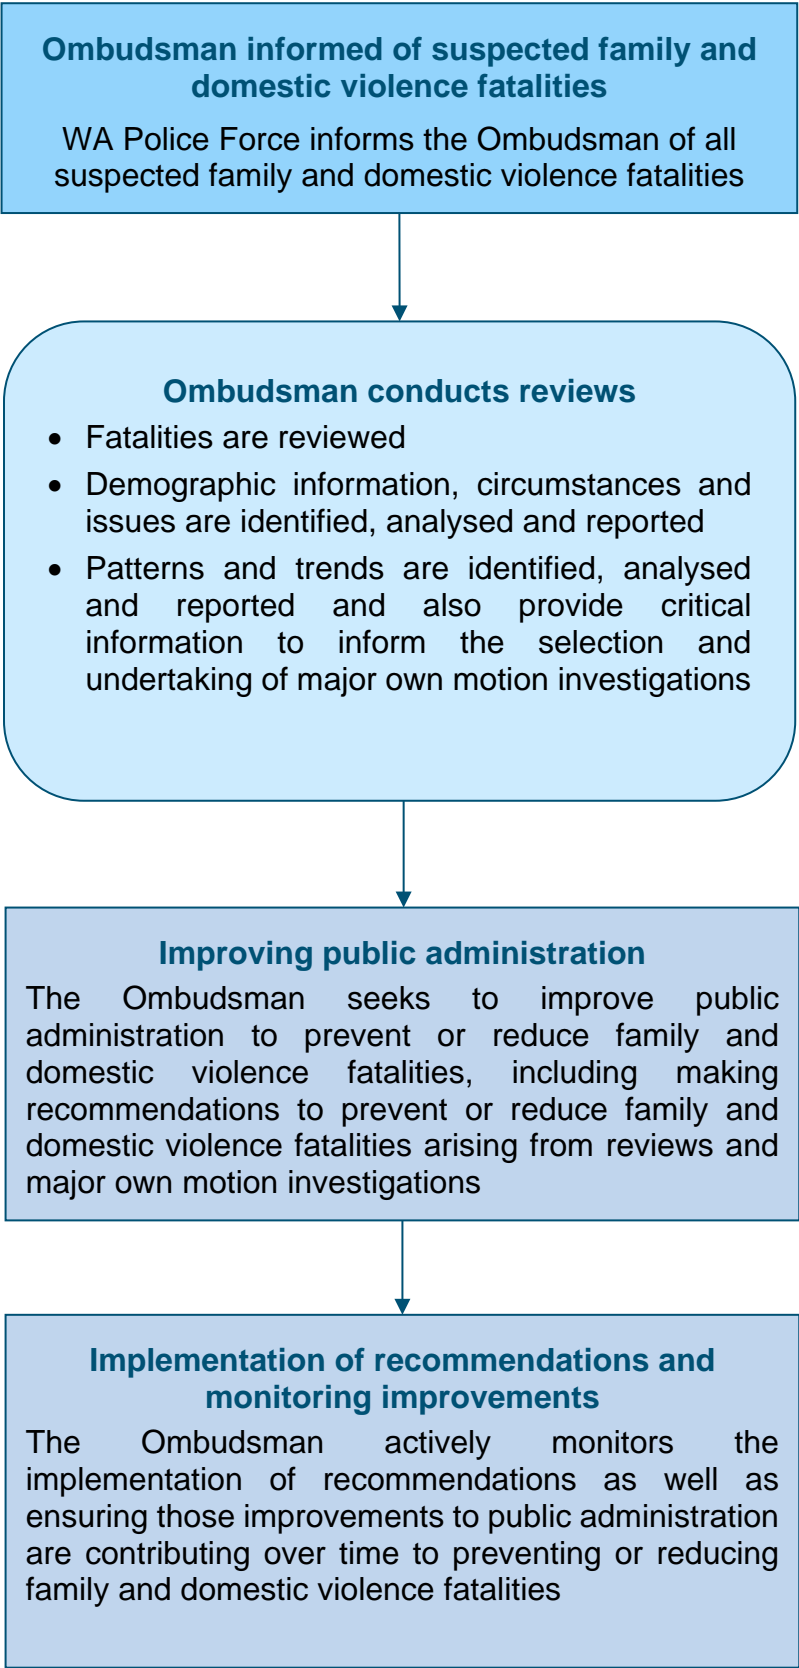 Ombudsman informed of suspected family and
domestic violence fatalities
WA Police Force informs the Ombudsman of all
suspected family and domestic violence fatalities
Ombudsman conducts reviews
• Fatalities are reviewed
• Demographic information, circumstances and
issues are identified, analysed and reported
• Patterns and trends are identified, analysed
and reported and also provide critical
information to inform the selection and
undertaking of major own motion investigations
Improving public administration
The Ombudsman seeks to improve public
administration to prevent or reduce family and
domestic violence fatalities, including making
recommendations to prevent or reduce family and
domestic violence fatalities arising from reviews and
major own motion investigations
Implementation of recommendations and
monitoring improvements
The Ombudsman actively monitors the
implementation of recommendations as well as
ensuring those improvements to public administration
are contributing over time to preventing or reducing
family and domestic violence fatalities